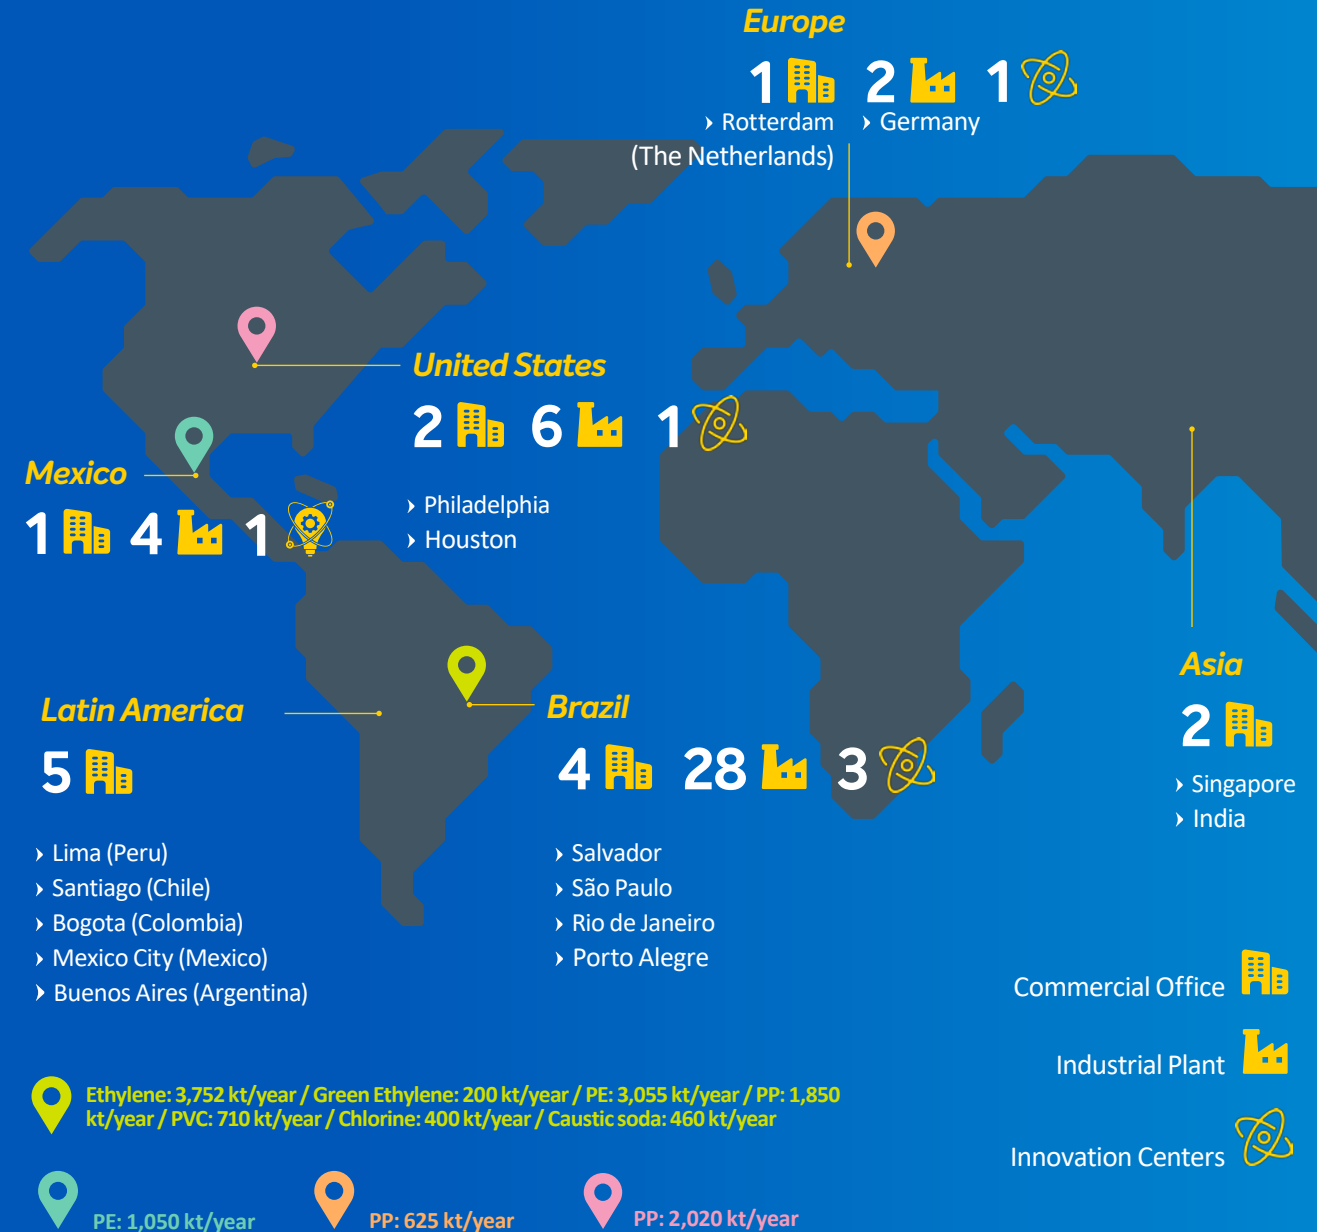 Europe
1 2 1
› Rotterdam
(The Netherlands)
› Germany
United States
2 6 1
› Philadelphia
› Houston
Mexico
1 4 1
Latin America
5
› Lima (Peru)
› Santiago (Chile)
› Bogota (Colombia)
› Mexico City (Mexico)
› Buenos Aires (Argentina)
Brazil
4 28 3
› Salvador
› São Paulo
› Rio de Janeiro
› Porto Alegre
Asia
2
› Singapore
› India
Commercial Office
Industrial Plant
Innovation Centers
Ethylene: 3,752 kt/year / Green Ethylene: 200 kt/year / PE: 3,055 kt/year / PP: 1,850
kt/year / PVC: 710 kt/year / Chlorine: 400 kt/year / Caustic soda: 460 kt/year
PE: 1,050 kt/year
PP: 625 kt/year
PP: 2,020 kt/year